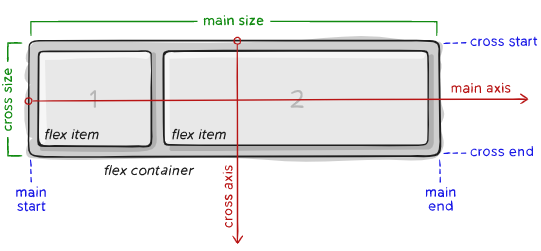 main size
cross start
cross size
main axis
1
2
flex item
flex item
cross end
flex container
cross axis
main
start
main
end